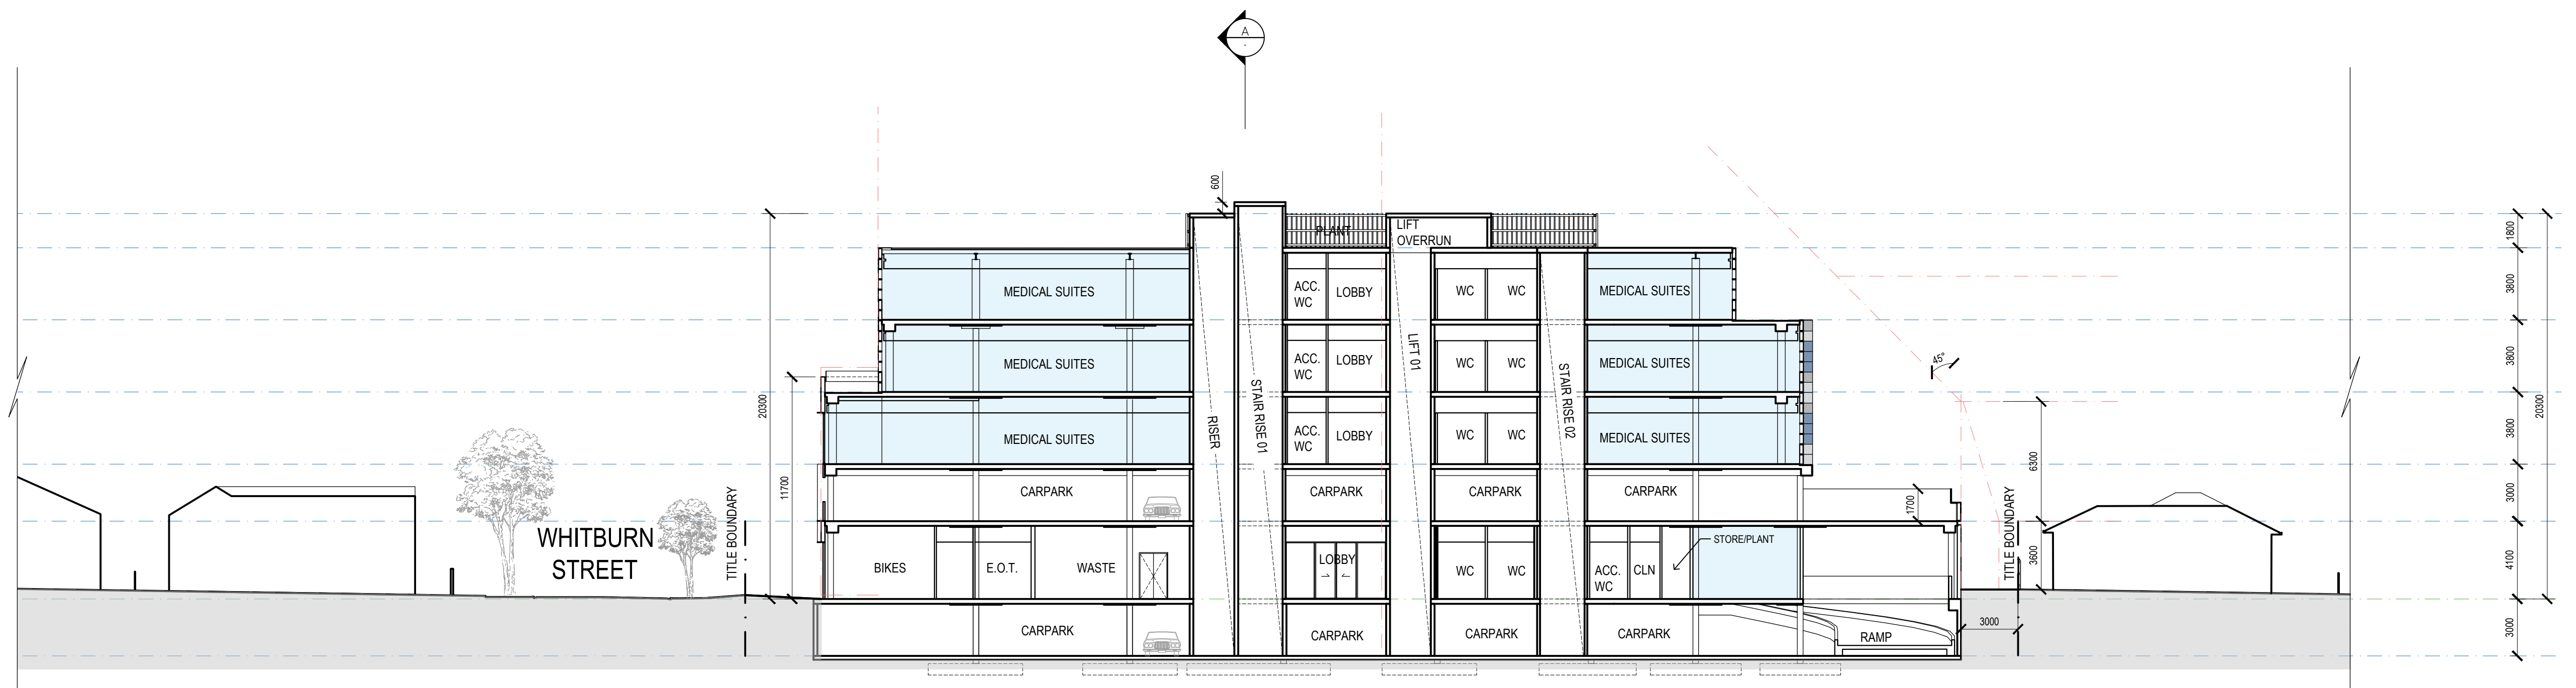 A
-
600
PLANT
LIFT
OVERRUN
1800
MEDICAL SUITES
ACC.
WC
LOBBY
WC
WC
MEDICAL SUITES
3800
MEDICAL SUITES
ACC.
WC
LOBBY
LIFT 01
WC
WC
MEDICAL SUITES
45°
3800
20300
11700
MEDICAL SUITES
RISER
STAIR RISE 01
ACC.
WC
LOBBY
WC
WC
STAIR RISE 02
MEDICAL SUITES
6300
3800
20300
CARPARK
CARPARK
CARPARK
CARPARK
1700
3000
WHITBURN
STREET
TITLE BOUNDARY
BIKES
E.O.T.
WASTE
LOBBY
WC
WC
ACC.
WC
CLN
STORE/PLANT
TITLE BOUNDARY
3600
4100
CARPARK
CARPARK
CARPARK
CARPARK
RAMP
3000
3000